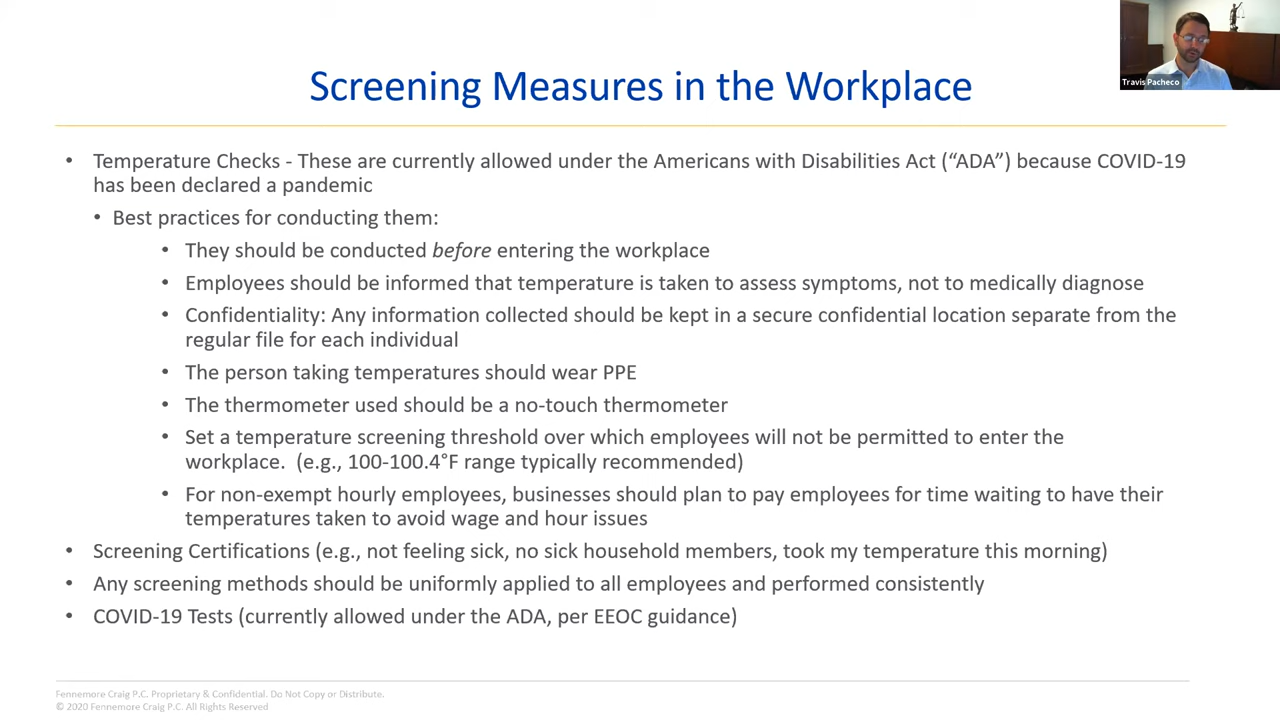 Travis Pacheco
Screening Measures in the Workplace
• Temperature Checks - These are currently allowed under the Americans with Disabilities Act (“ADA”) because COVID-19
has been declared a pandemic
• Best practices for conducting them:
• They should be conducted before entering the workplace
• Employees should be informed that temperature is taken to assess symptoms, not to medically diagnose
• Confidentiality: Any information collected should be kept in a secure confidential location separate from the
regular file for each individual
• The person taking temperatures should wear PPE
• The thermometer used should be a no-touch thermometer
• Set a temperature screening threshold over which employees will not be permitted to enter the
workplace. (e.g., 100-100.4°F range typically recommended)
• For non-exempt hourly employees, businesses should plan to pay employees for time waiting to have their
temperatures taken to avoid wage and hour issues
• Screening Certifications (e.g., not feeling sick, no sick household members, took my temperature this morning)
• Any screening methods should be uniformly applied to all employees and performed consistently
• COVID-19 Tests (currently allowed under the ADA, per EEOC guidance)
Fennemore Craig P.C. Proprietary & Confidential. Do Not Copy or Distribute.
© 2020 Fennemore Craig P.C. All Rights Reserved